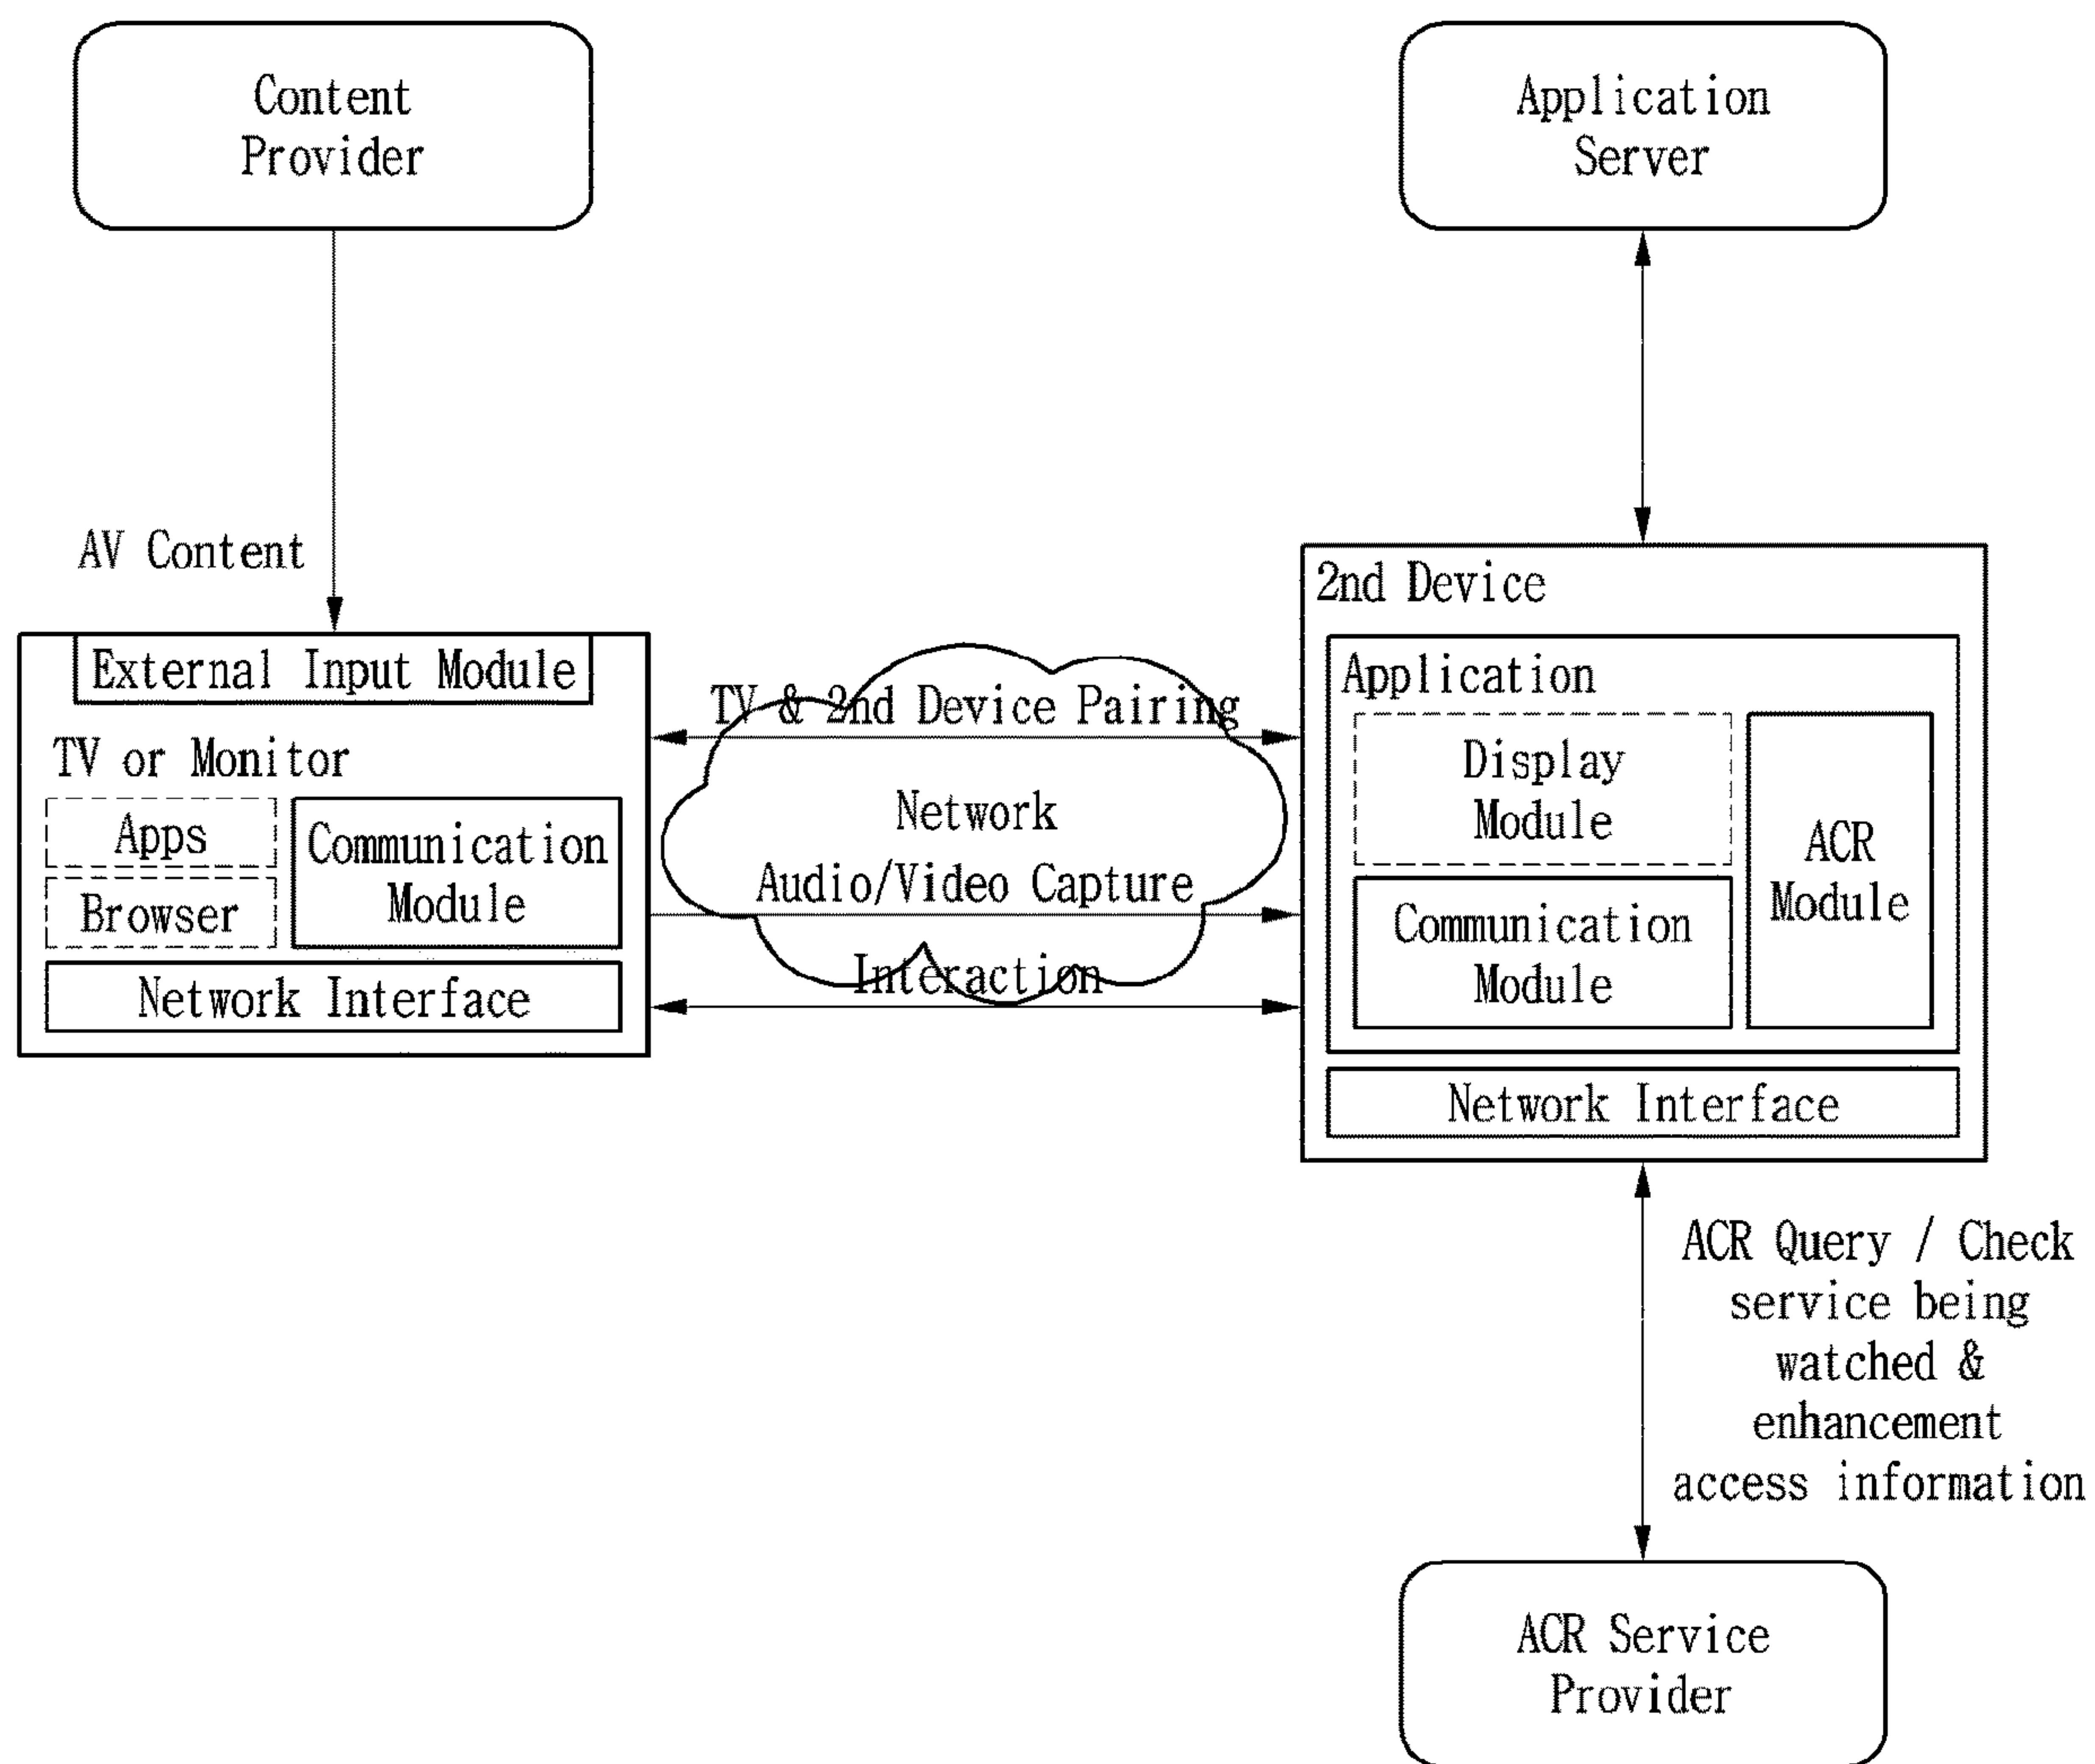 Content
Provider
Application
Server
AV Content
External Input Module
TV or Monitor
Apps
Browser
Communication
Module
Network Interface
TV & 2nd Device Pairing
Network
Audio/Video Capture
Interaction
2nd Device
Application
Display
Module
Communication
Module
ACR
Module
Network Interface
ACR Query / Check
service being
watched &
enhancement
access information
ACR Service
Provider